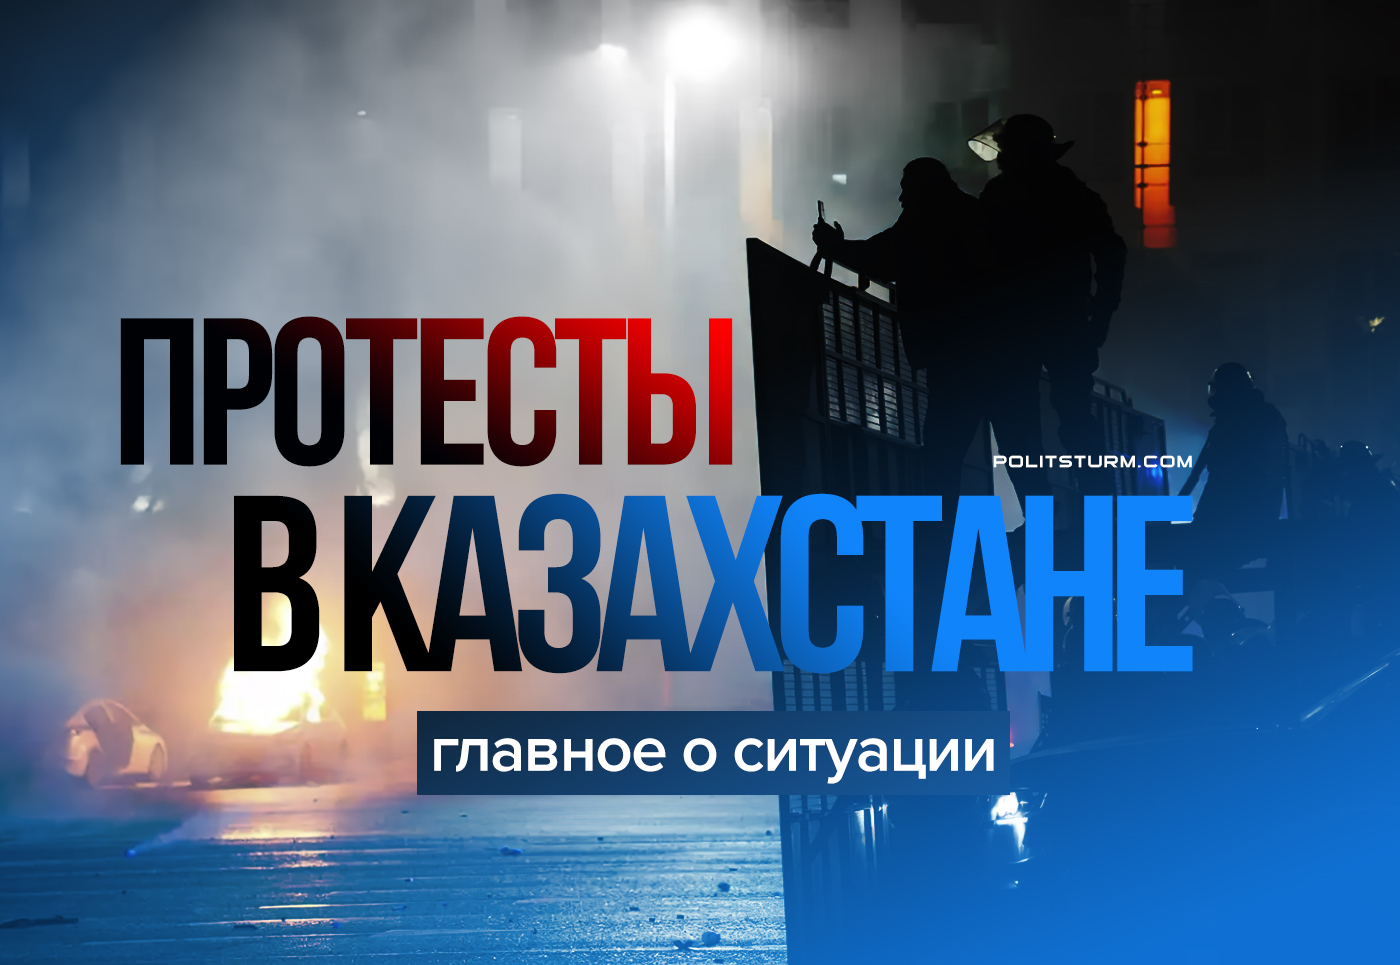 ПРОТЕСТЫ
POLITSTURM.COM
В КАЗАХСТАНЕ
главное о ситуации